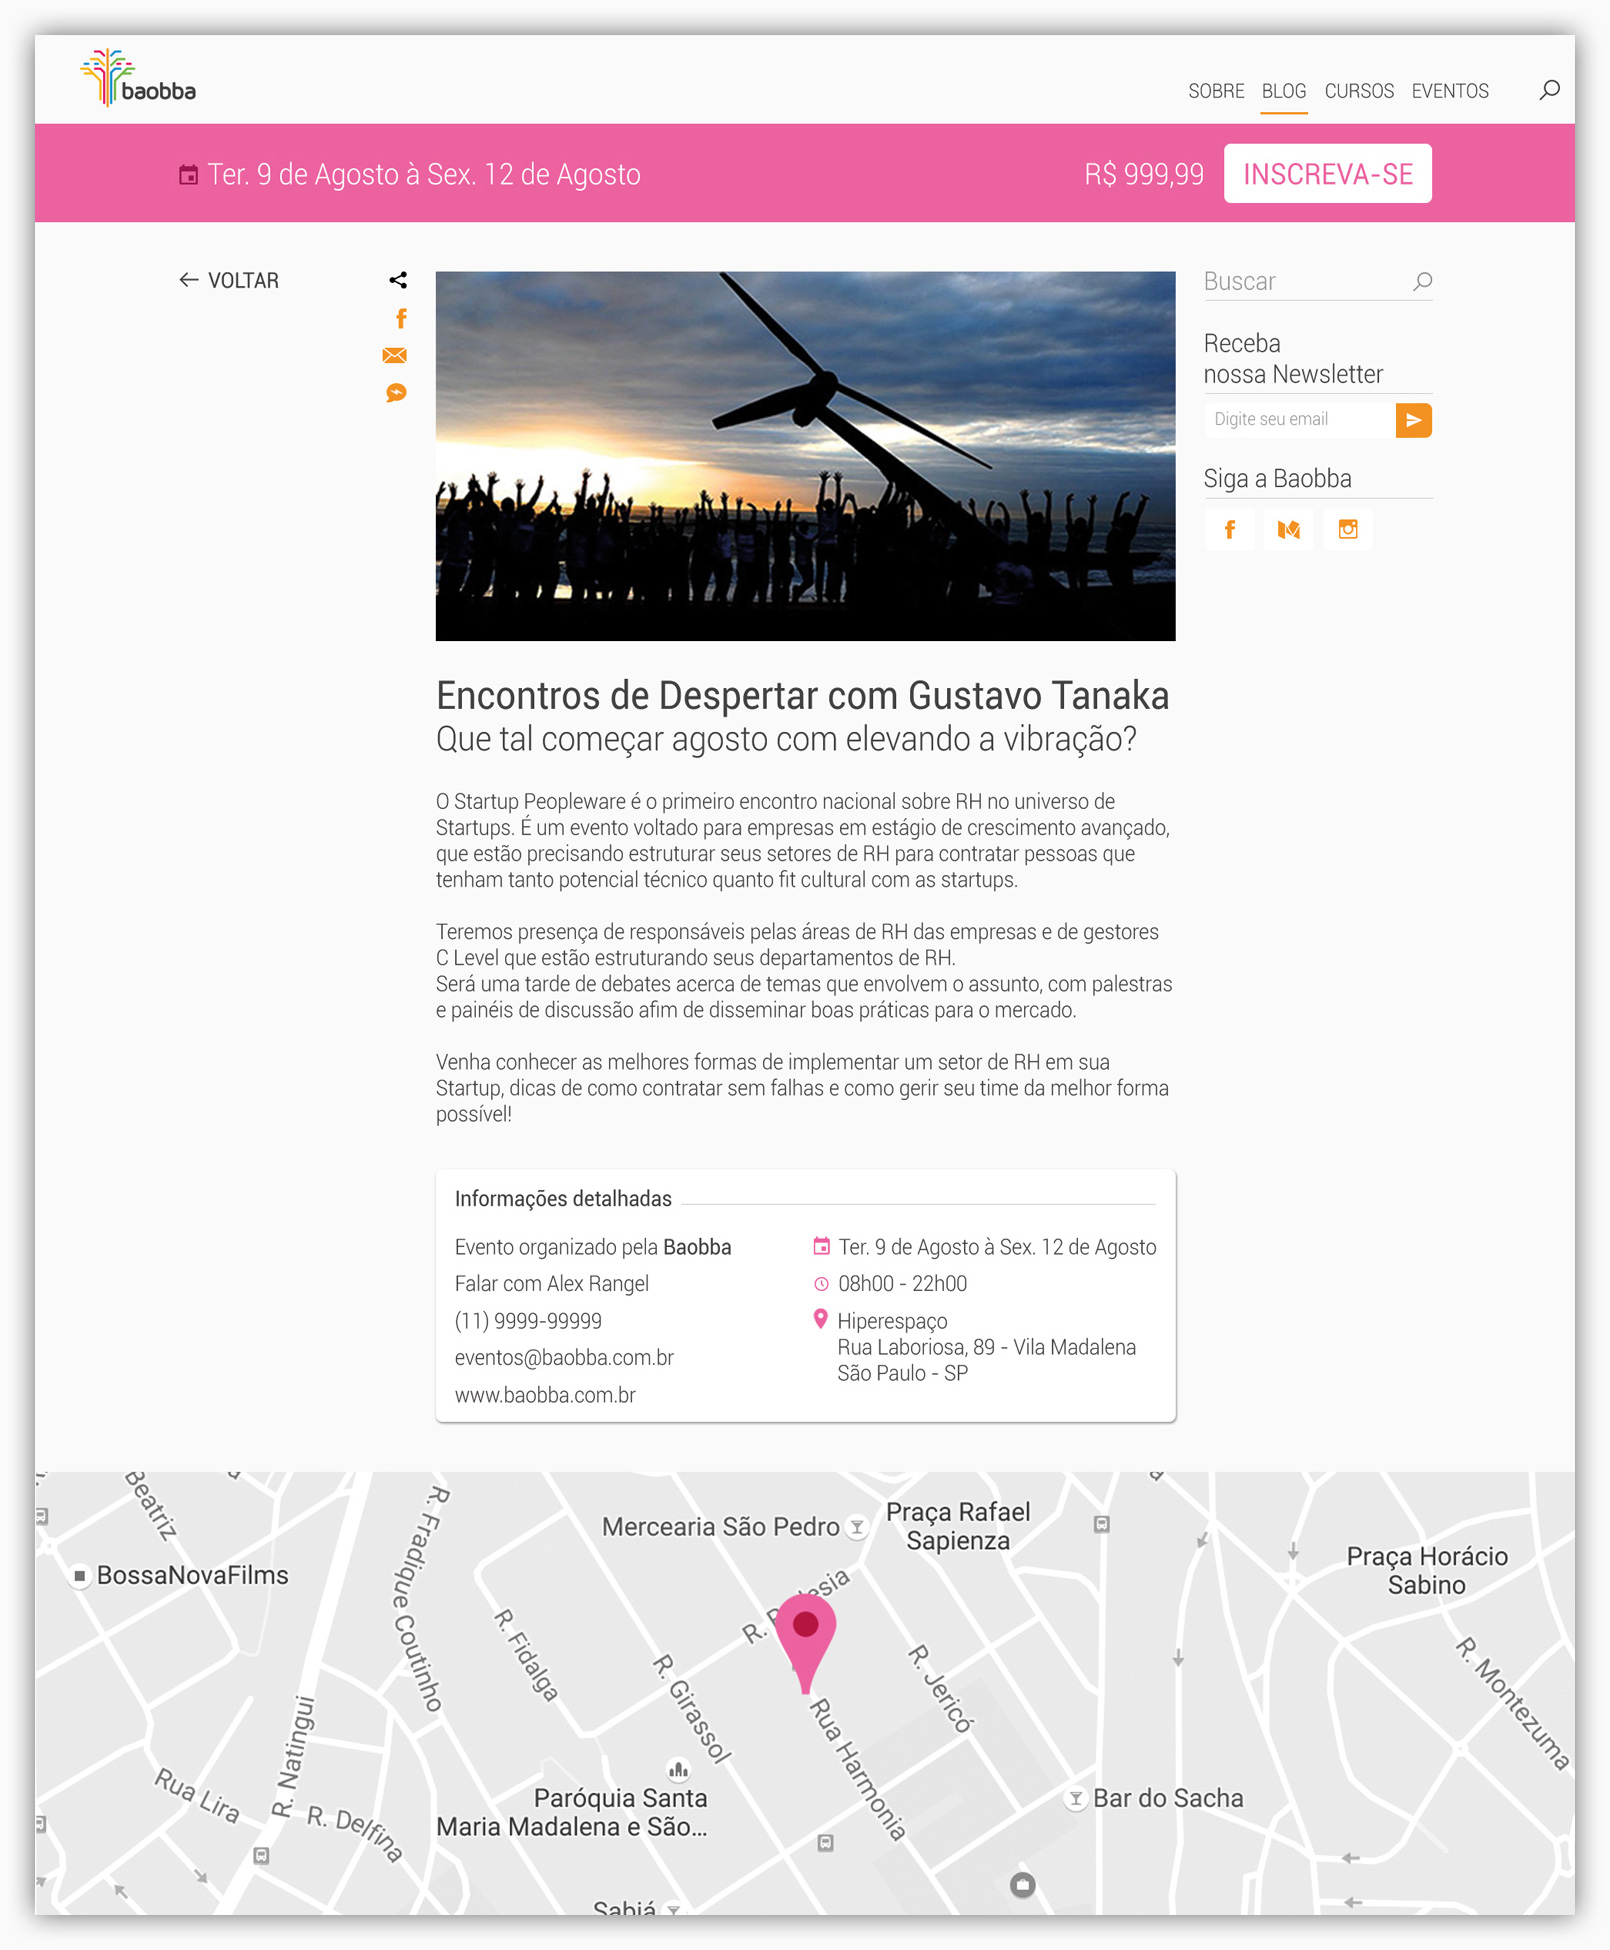 baobba
SOBRE BLOG CURSOS EVENTOS
Ter. 9 de Agosto à Sex. 12 de Agosto
R$ 999,99 INSCREVA-SE
VOLTAR
Buscar
Receba
nossa Newsletter
Digite seu email
Siga a Baobba
Encontros de Despertar com Gustavo Tanaka
Que tal começar agosto com elevando a vibração?
O Startup Peopleware é o primeiro encontro nacional sobre RH no universo de
Startups. É um evento voltado para empresas em estágio de crescimento avançado,
que estão precisando estruturar seus setores de RH para contratar pessoas que
tenham tanto potencial técnico quanto fit cultural com as startups.
Teremos presença de responsáveis pelas áreas de RH das empresas e de gestores
C Level que estão estruturando seus departamentos de RH.
Será uma tarde de debates acerca de temas que envolvem o assunto, com palestras
e painéis de discussão afim de disseminar boas práticas para o mercado.
Venha conhecer as melhores formas de implementar um setor de RH em sua
Startup, dicas de como contratar sem falhas e como gerir seu time da melhor forma
possível!
Informações detalhadas
Evento organizado pela Baobba
Falar com Alex Rangel
(11) 9999-99999
eventos@baobba.com.br
www.baobba.com.br
Ter. 9 de Agosto à Sex. 12 de Agosto
08h00 - 22h00
Hiperespaço
Rua Laboriosa, 89 - Vila Madalena
São Paulo - SP
Beatriz
R. Fradique Coutinho
Mercearia São Pedro
Praça Rafael
Sapienza
Praça Horácio
Sabino
BossaNovaFilms
R. Fidalga
R. Girassol
R.
R. Jericó
R. Montezuma
Rua Harmonia
R. Natingui
Rua Lira
R. Delfina
Paróquia Santa
Maria Madalena e São...
Bar do Sacha
Sabiá